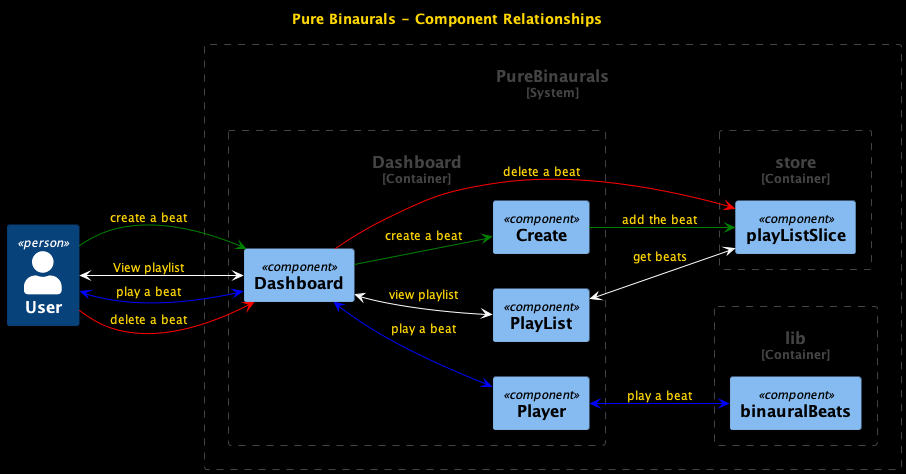 Pure Binaurals - Component Relationships
PureBinaurals
[System]
Dashboard
[Container]
store
[Container]
delete a beat
create a beat
«component»
Create
add the beat
«component»
playListSlice
create a beat
«person»
User
View playlist
play a beat
delete a beat
«component»
Dashboard
get beats
view playlist
«component»
PlayList
play a beat
lib
[Container]
«component»
Player
play a beat
«component»
binauralBeats